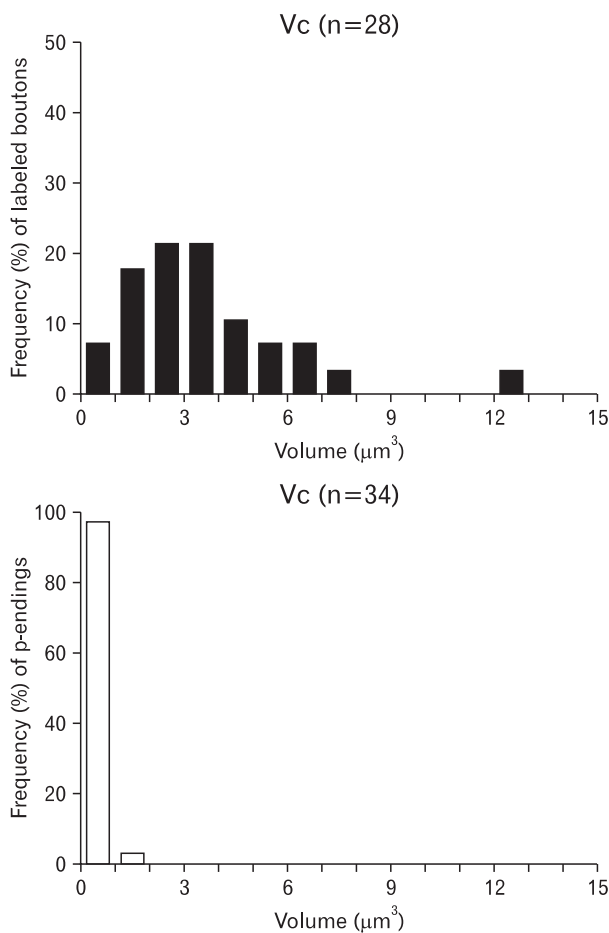 Vc (n=28)
Frequency (%) of labeled boutons
50
40
30
20
10
0
0 3 6 9 12 15
Volume (μm³)
Vc (n=34)
Frequency (%) of p-endings
100
80
60
40
20
0
0 3 6 9 12 15
Volume (μm³)